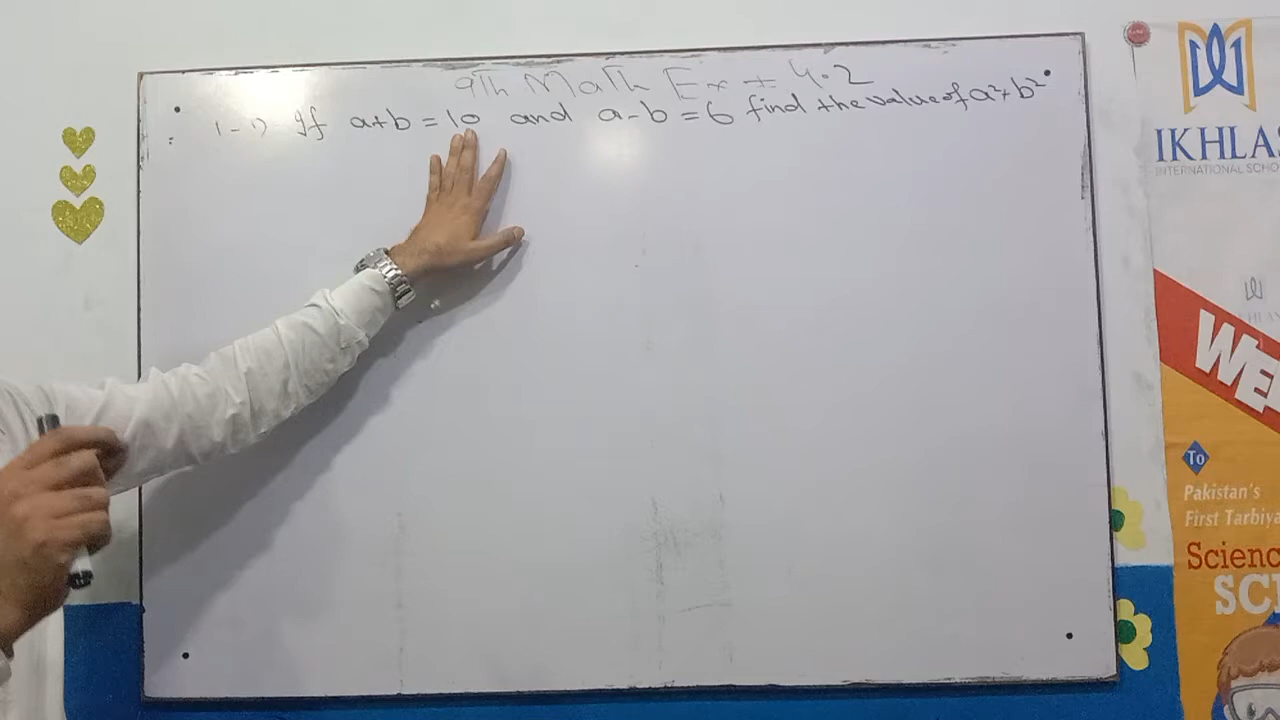 9th Math Ex = 4.2
(-1) If a+b = 10 and a-b = 6 find the value of a²+b²
IKHLAS
INTERNATIONAL SCHO
WE
To
Pakistan's
First Tarbiya
Scienc
SC